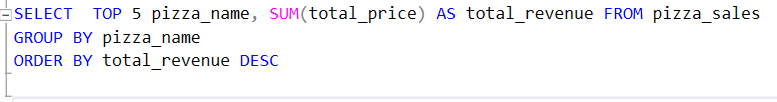 SELECT  TOP 5 pizza_name, SUM(total_price) AS total_revenue FROM pizza_sales
GROUP BY pizza_name
ORDER BY total_revenue DESC